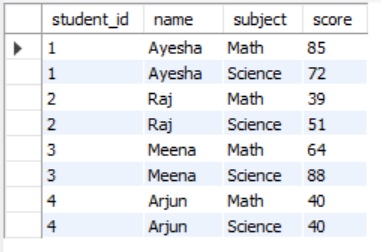 student_id name subject score
1 Ayesha Math 85
1 Ayesha Science 72
2 Raj Math 39
2 Raj Science 51
3 Meena Math 64
3 Meena Science 88
4 Arjun Math 40
4 Arjun Science 40